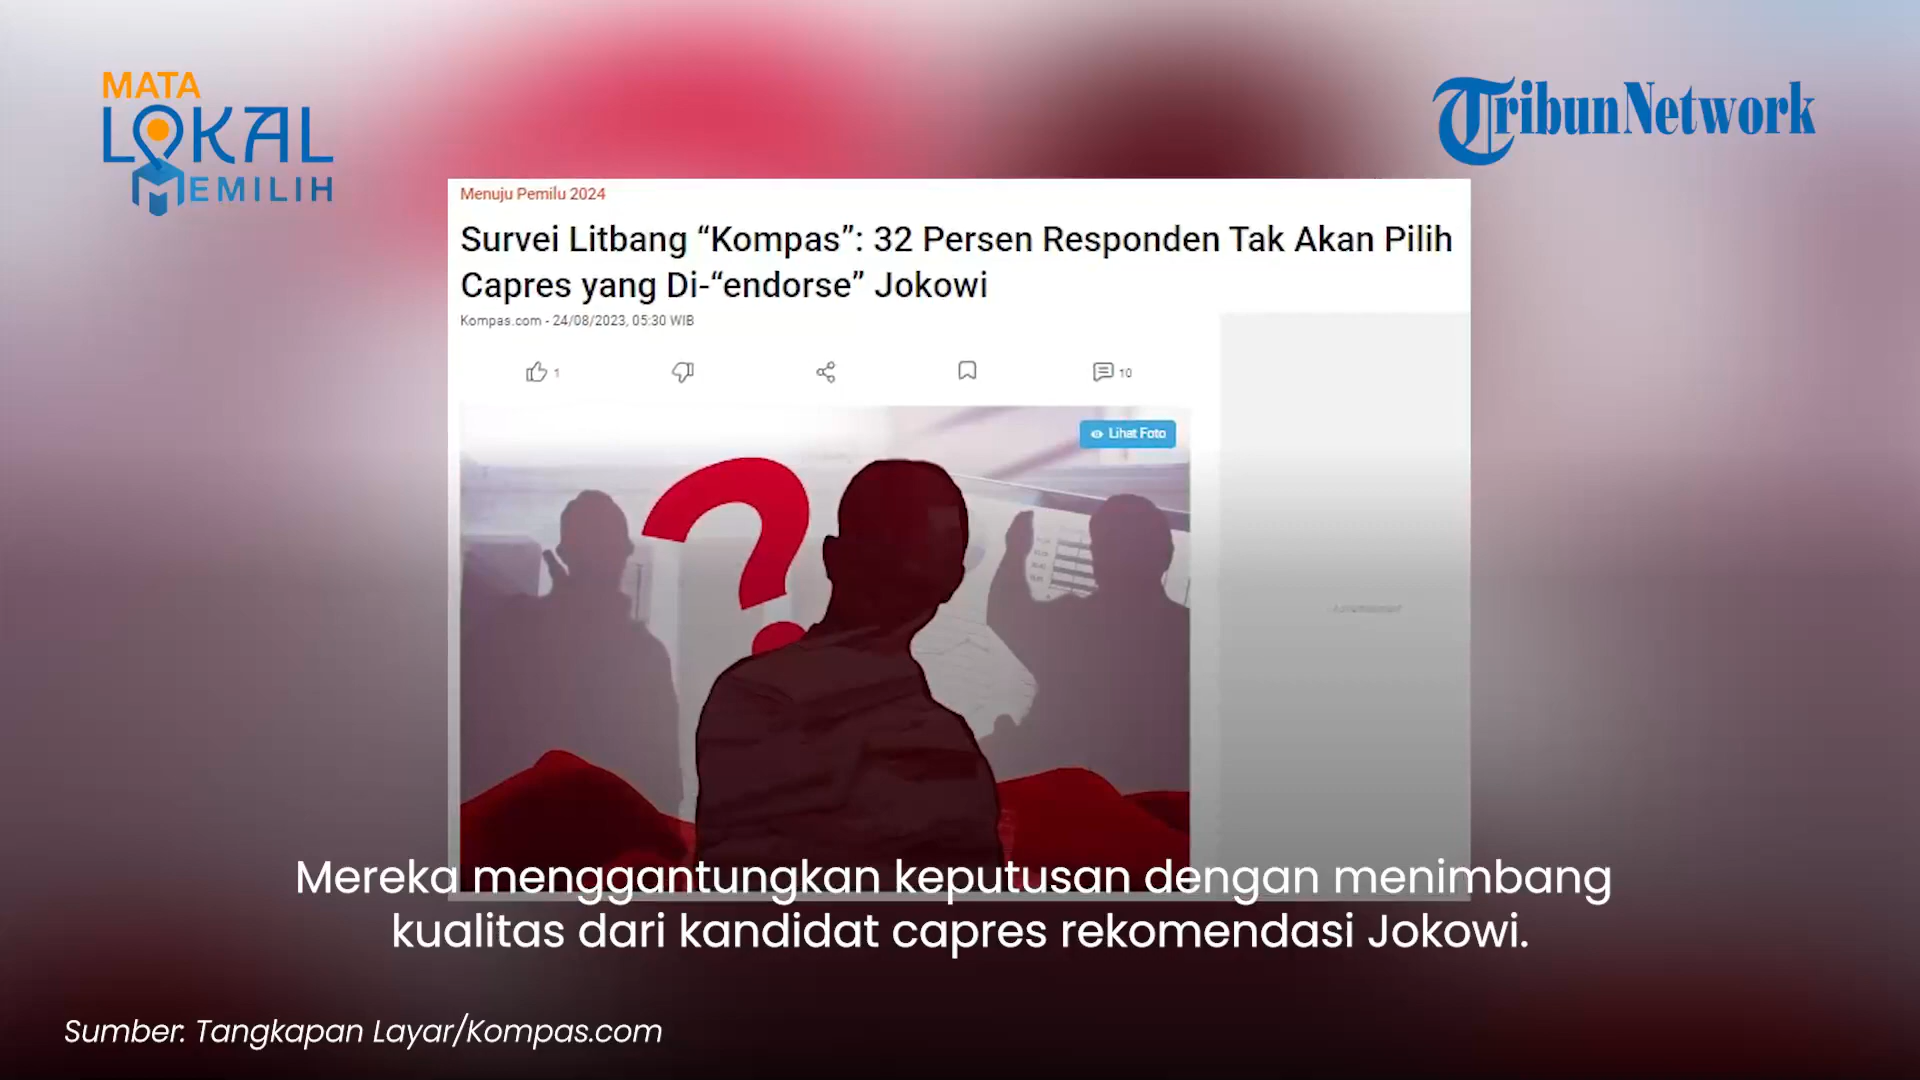 MATA
LOKAL
MEMILIH
TribunNetwork
Menuju Pemilu 2024
Survei Litbang “Kompas”: 32 Persen Responden Tak Akan Pilih
Capres yang Di-“endorse” Jokowi
Kompas.com - 24/08/2023, 05:30 WIB
1
10
Lihat Foto
Mereka menggantungkan keputusan dengan menimbang
kualitas dari kandidat capres rekomendasi Jokowi.
Sumber: Tangkapan Layar/Kompas.com